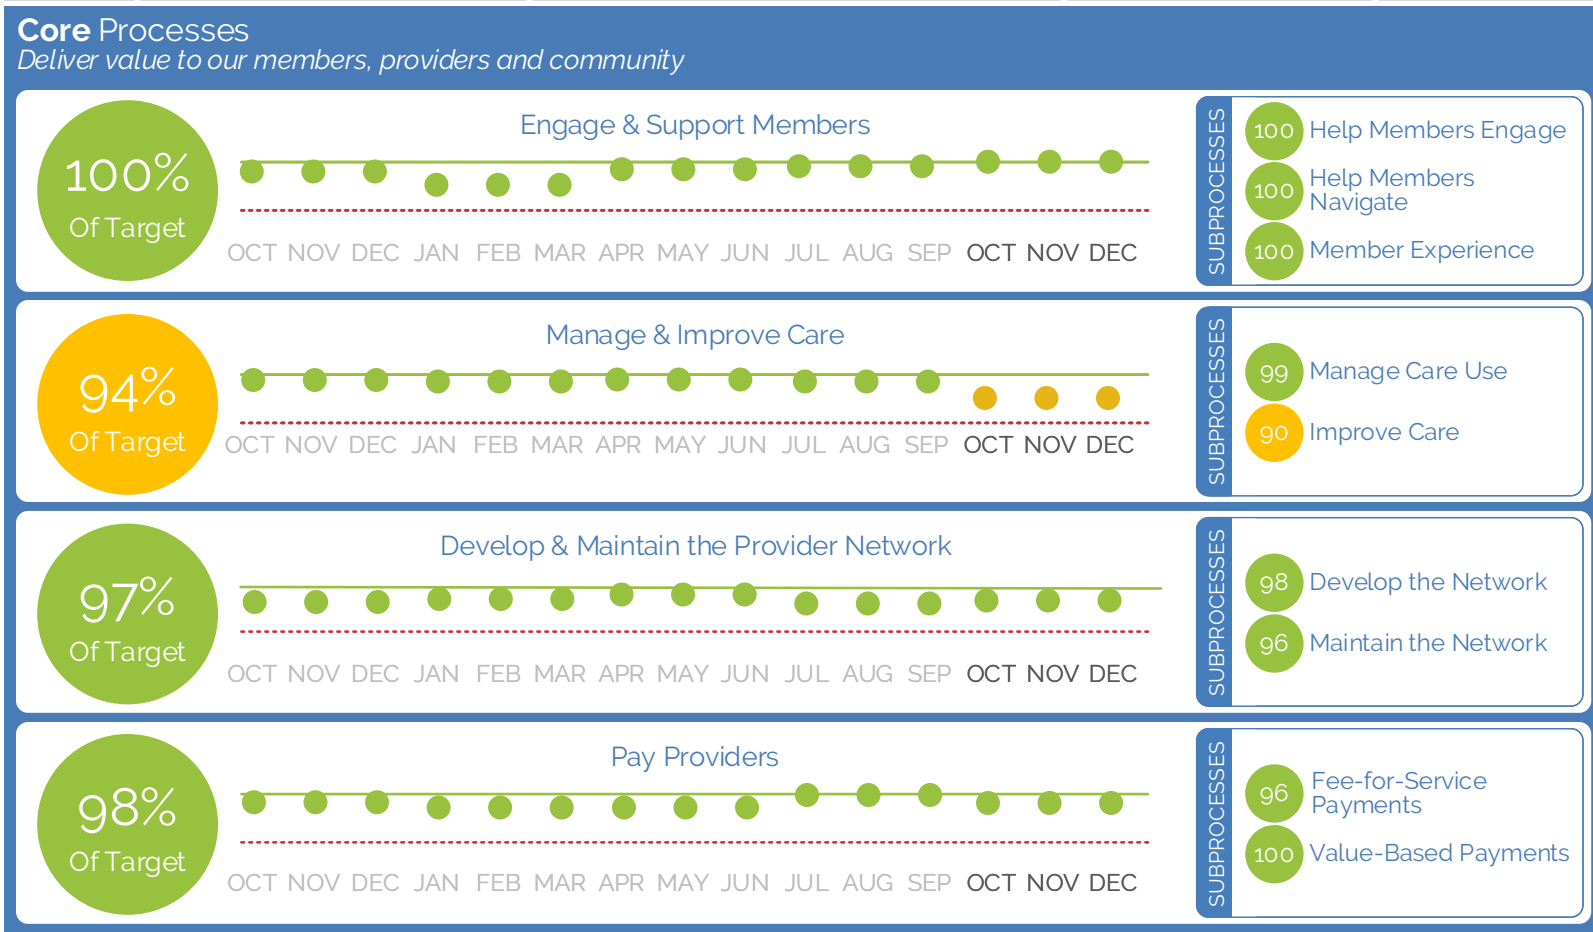 Core Processes
Deliver value to our members, providers and community
100%
Of Target
Engage & Support Members
OCT NOV DEC JAN FEB MAR APR MAY JUN JUL AUG SEP OCT NOV DEC
SUBPROCESSES
100 Help Members Engage
100 Help Members
Navigate
100 Member Experience
94%
Of Target
Manage & Improve Care
OCT NOV DEC JAN FEB MAR APR MAY JUN JUL AUG SEP OCT NOV DEC
SUBPROCESSES
99 Manage Care Use
90 Improve Care
97%
Of Target
Develop & Maintain the Provider Network
OCT NOV DEC JAN FEB MAR APR MAY JUN JUL AUG SEP OCT NOV DEC
SUBPROCESSES
98 Develop the Network
96 Maintain the Network
98%
Of Target
Pay Providers
OCT NOV DEC JAN FEB MAR APR MAY JUN JUL AUG SEP OCT NOV DEC
SUBPROCESSES
96 Fee-for-Service
Payments
100 Value-Based Payments